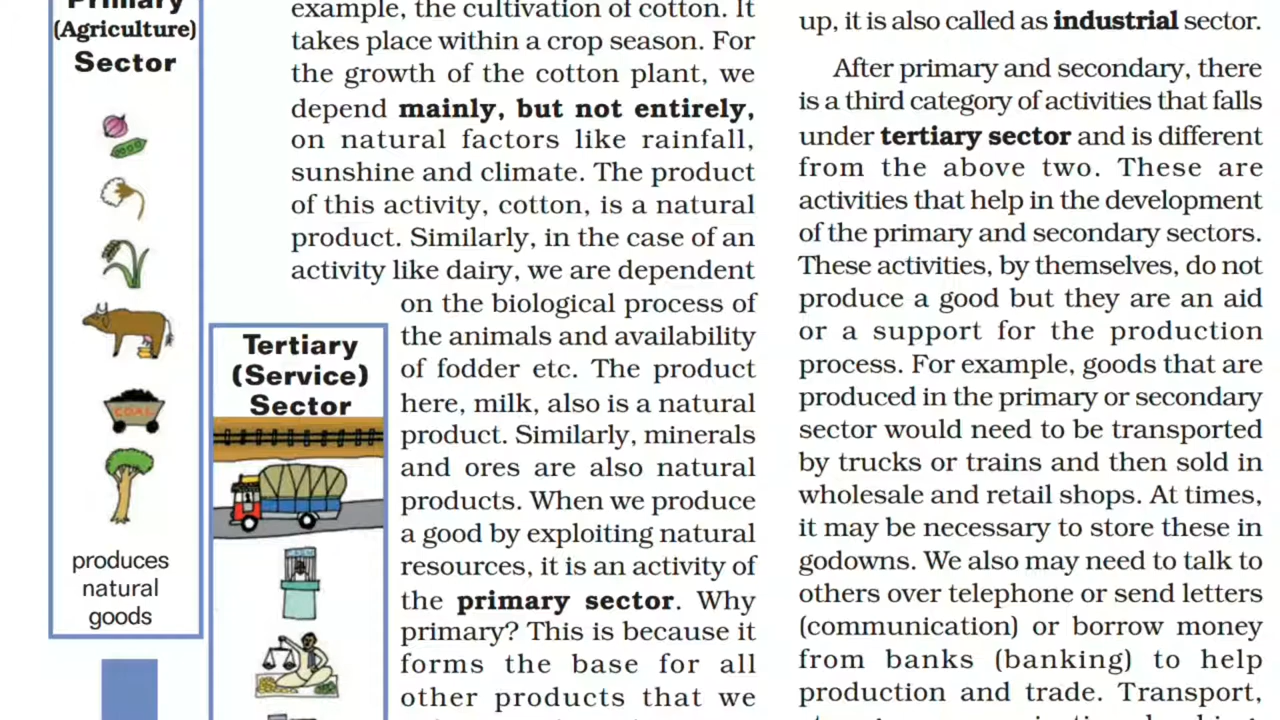 Primary
(Agriculture)
Sector
COAL
produces
natural
goods
Tertiary
(Service)
Sector
example, the cultivation of cotton. It
takes place within a crop season. For
the growth of the cotton plant, we
depend mainly, but not entirely,
on natural factors like rainfall,
sunshine and climate. The product
of this activity, cotton, is a natural
product. Similarly, in the case of an
activity like dairy, we are dependent
on the biological process of
the animals and availability
of fodder etc. The product
here, milk, also is a natural
product. Similarly, minerals
and ores are also natural
products. When we produce
a good by exploiting natural
resources, it is an activity of
the primary sector. Why
primary? This is because it
forms the base for all
other products that we
up, it is also called as industrial sector.
After primary and secondary, there
is a third category of activities that falls
under tertiary sector and is different
from the above two. These are
activities that help in the development
of the primary and secondary sectors.
These activities, by themselves, do not
produce a good but they are an aid
or a support for the production
process. For example, goods that are
produced in the primary or secondary
sector would need to be transported
by trucks or trains and then sold in
wholesale and retail shops. At times,
it may be necessary to store these in
godowns. We also may need to talk to
others over telephone or send letters
(communication) or borrow money
from banks (banking) to help
production and trade. Transport,